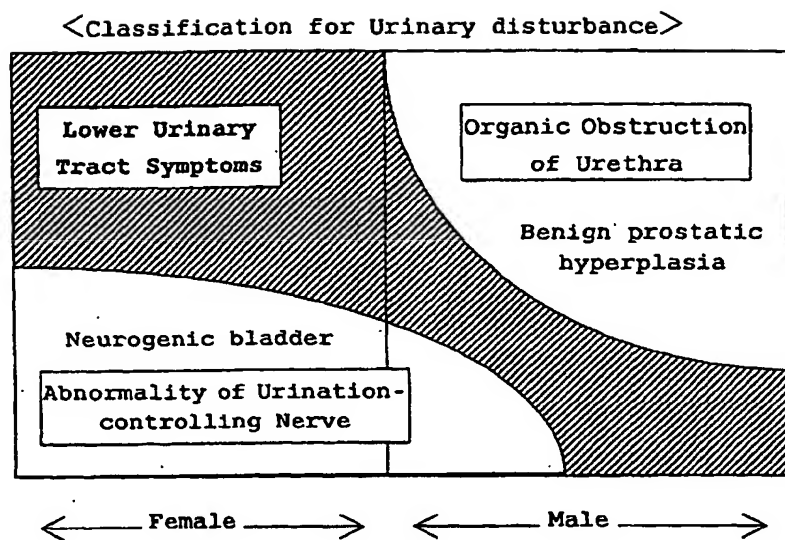 <Classification for Urinary disturbance>
Lower Urinary
Tract Symptoms
Organic Obstruction
of Urethra
Benign prostatic
hyperplasia
Neurogenic bladder
Abnormality of Urination-
controlling Nerve
Female
Male